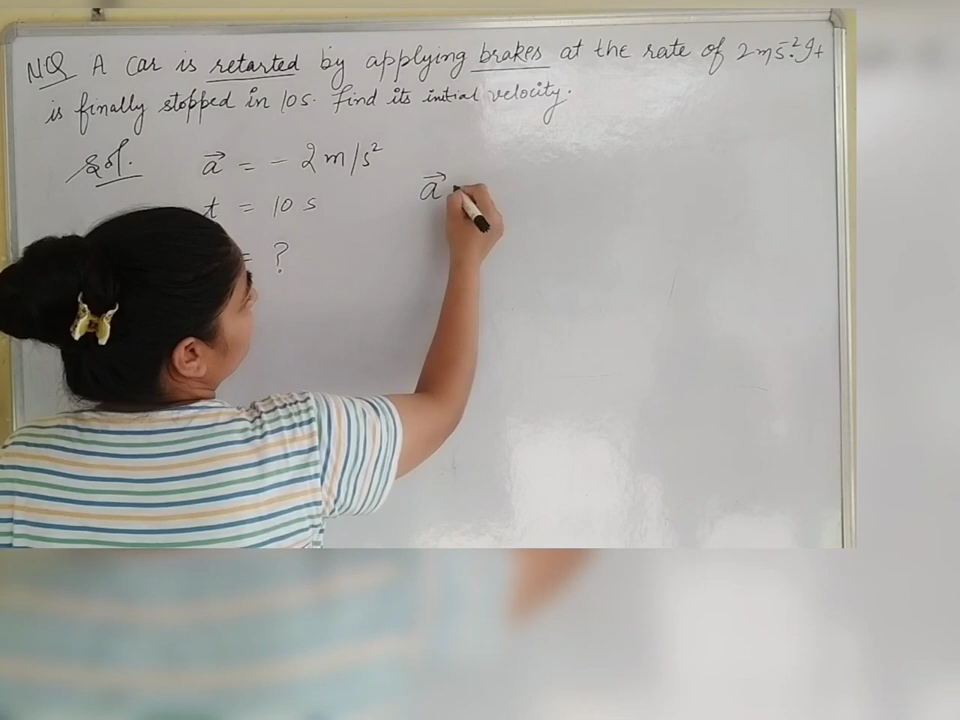 NQ A car is retarted by applying brakes at the rate of 2ms⁻². It
is finally stopped in 10s. Find its initial velocity.
Sol. a⃗ = - 2m/s²
t = 10 s
= ?
a⃗